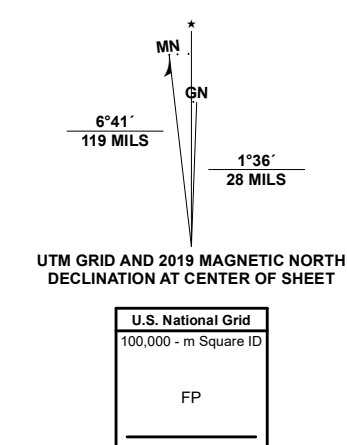 ★
MN
GN
6°41´
119 MILS
1°36´
28 MILS
UTM GRID AND 2019 MAGNETIC NORTH
DECLINATION AT CENTER OF SHEET
U.S. National Grid
100,000 - m Square ID
FP